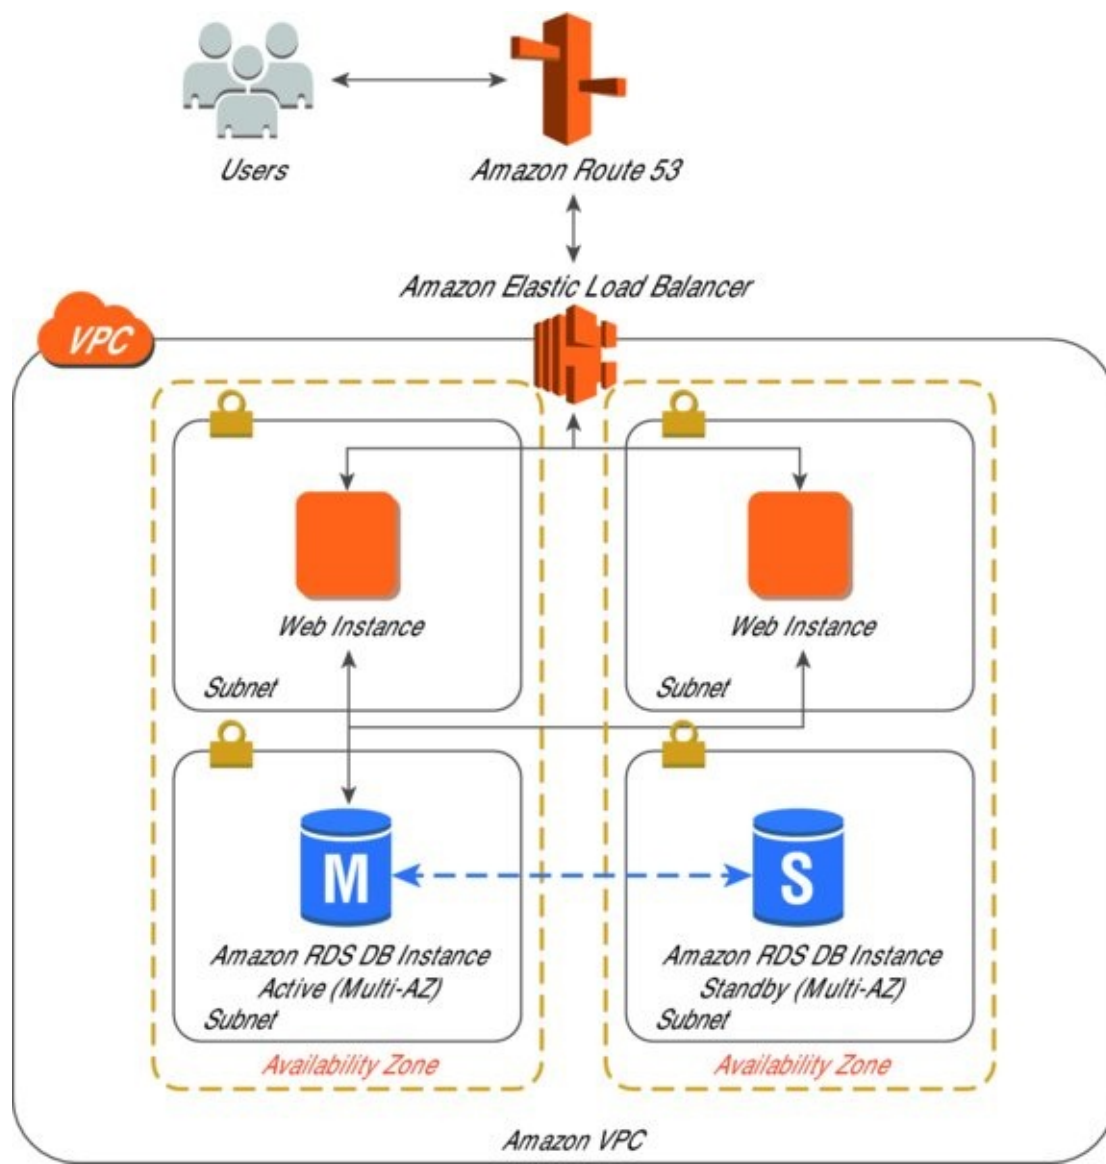 Users
Amazon Route 53
Amazon Elastic Load Balancer
VPC
Web Instance
Web Instance
Subnet
Subnet
M
S
Amazon RDS DB Instance
Active (Multi-AZ)
Subnet
Amazon RDS DB Instance
Standby (Multi-AZ)
Subnet
Availability Zone
Availability Zone
Amazon VPC